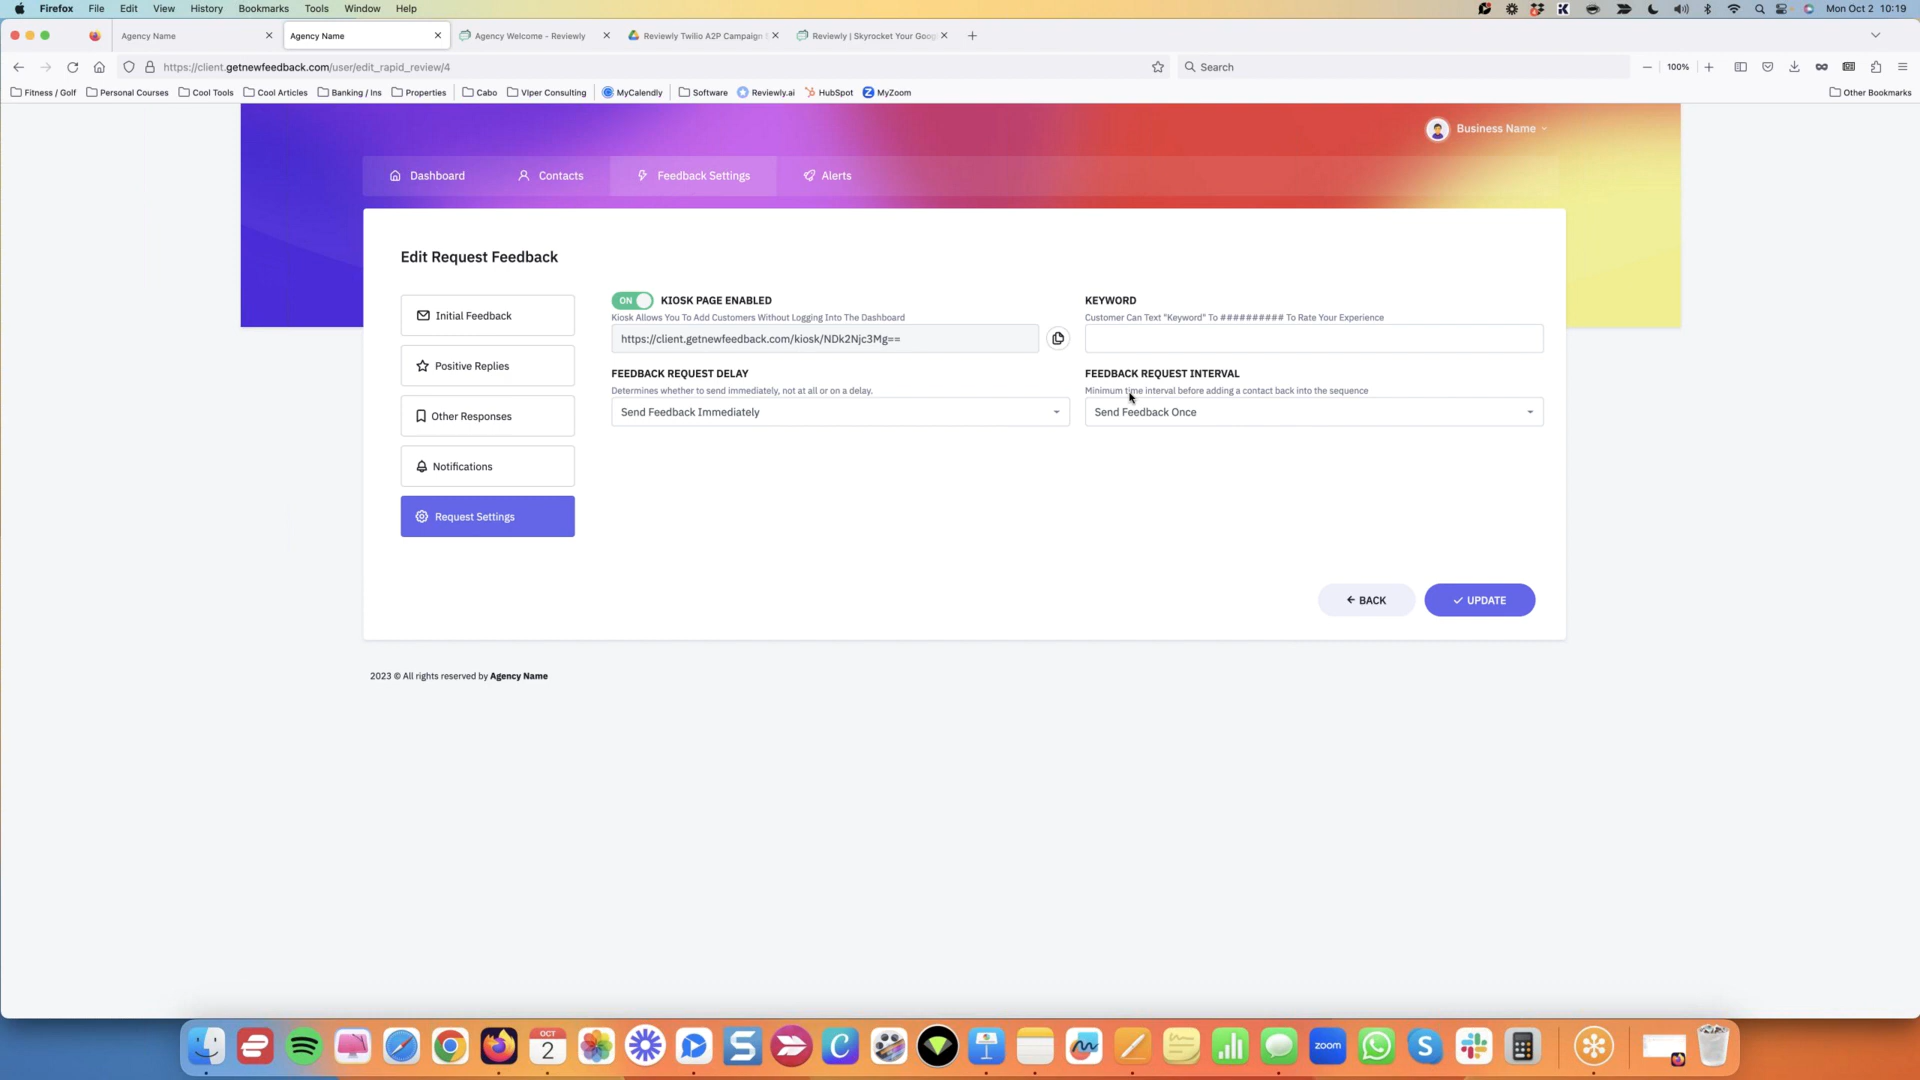 Firefox File Edit View History Bookmarks Tools Window Help Mon Oct 2 10:19
Agency Name Agency Name Agency Welcome - Reviewly Reviewly Twilio A2P Campaign Reviewly | Skyrocket Your Goog
https://client.getnewfeedback.com/user/edit_rapid_review/4 Search 100%
Fitness / Golf Personal Courses Cool Tools Cool Articles Banking / Ins Properties Cabo VIper Consulting MyCalendly Software Reviewly.ai HubSpot MyZoom Other Bookmarks
Business Name
Dashboard Contacts Feedback Settings Alerts
Edit Request Feedback
Initial Feedback
Positive Replies
Other Responses
Notifications
Request Settings
ON KIOSK PAGE ENABLED
Kiosk Allows You To Add Customers Without Logging Into The Dashboard
https://client.getnewfeedback.com/kiosk/NDk2Njc3Mg==
KEYWORD
Customer Can Text "Keyword" To ########## To Rate Your Experience
FEEDBACK REQUEST DELAY
Determines whether to send immediately, not at all or on a delay.
Send Feedback Immediately
FEEDBACK REQUEST INTERVAL
Minimum time interval before adding a contact back into the sequence
Send Feedback Once
BACK UPDATE
2023 © All rights reserved by Agency Name
OCT
2
zoom